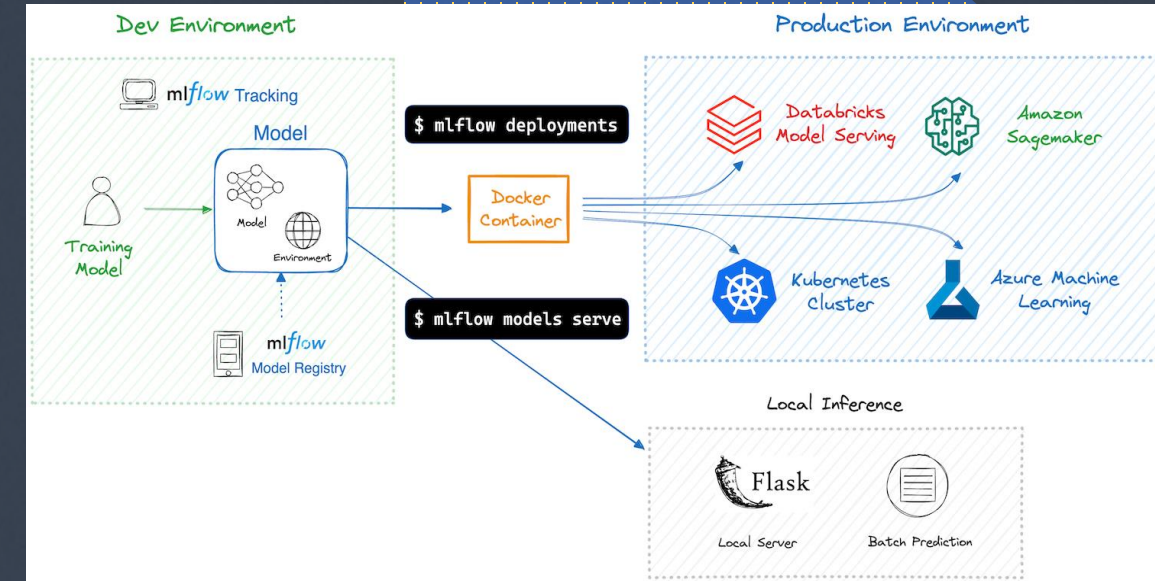 Dev Environment
Production Environment
mlflow Tracking
Model
Model
Environment
Training
Model
mlflow
Model Registry
$ mlflow deployments
Docker
Container
$ mlflow models serve
Databricks
Model Serving
Amazon
Sagemaker
Kubernetes
Cluster
Azure Machine
Learning
Local Inference
Flask
Local Server
Batch Prediction